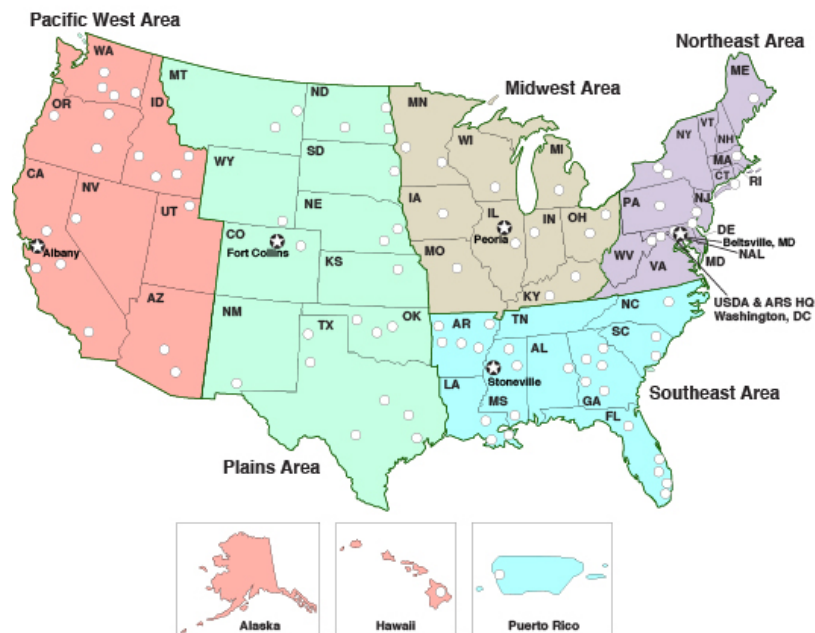 Pacific West Area
Northeast Area
Midwest Area
WA
MT
ND
MN
ME
OR
ID
WI
MI
NY
VT
NH
MA
CT
RI
SD
WY
CA
NV
UT
NE
IA
IL
IN
OH
PA
NJ
CO
Fort Collins
Albany
Peoria
DE
Beltsville, MD
NAL
MD
KS
MO
WV
VA
KY
USDA & ARS HQ
Washington, DC
AZ
NM
TX
OK
AR
TN
NC
SC
AL
LA
Stoneville
MS
GA
FL
Southeast Area
Plains Area
Alaska
Hawaii
Puerto Rico